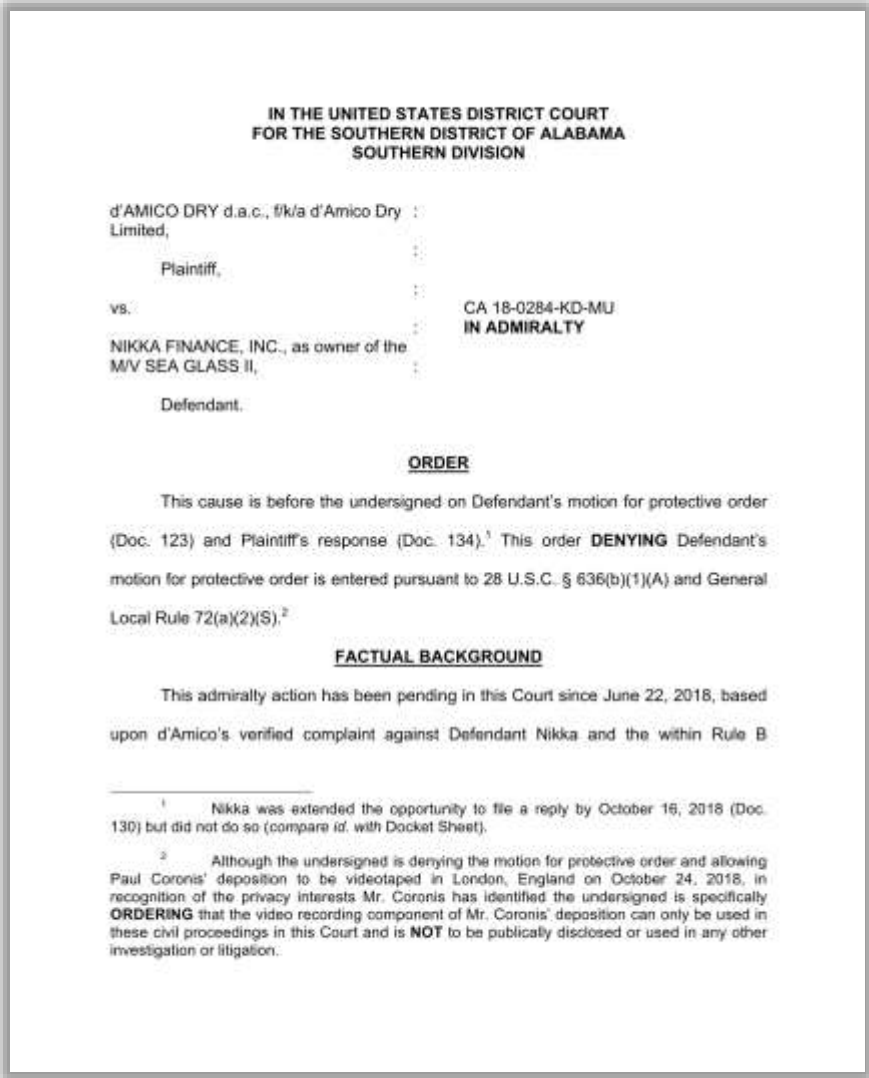 IN THE UNITED STATES DISTRICT COURT
FOR THE SOUTHERN DISTRICT OF ALABAMA
SOUTHERN DIVISION
d'AMICO DRY d.a.c., f/k/a d'Amico Dry :
Limited,
:
Plaintiff,
:
vs. CA 18-0284-KD-MU
: IN ADMIRALTY
NIKKA FINANCE, INC., as owner of the
M/V SEA GLASS II, :
Defendant.
ORDER
This cause is before the undersigned on Defendant's motion for protective order
(Doc. 123) and Plaintiff's response (Doc. 134).1 This order DENYING Defendant's
motion for protective order is entered pursuant to 28 U.S.C. § 636(b)(1)(A) and General
Local Rule 72(a)(2)(S).2
FACTUAL BACKGROUND
This admiralty action has been pending in this Court since June 22, 2018, based
upon d'Amico's verified complaint against Defendant Nikka and the within Rule B
1 Nikka was extended the opportunity to file a reply by October 16, 2018 (Doc.
130) but did not do so (compare id. with Docket Sheet).
2 Although the undersigned is denying the motion for protective order and allowing
Paul Coronis' deposition to be videotaped in London, England on October 24, 2018, in
recognition of the privacy interests Mr. Coronis has identified the undersigned is specifically
ORDERING that the video recording component of Mr. Coronis' deposition can only be used in
these civil proceedings in this Court and is NOT to be publically disclosed or used in any other
investigation or litigation.